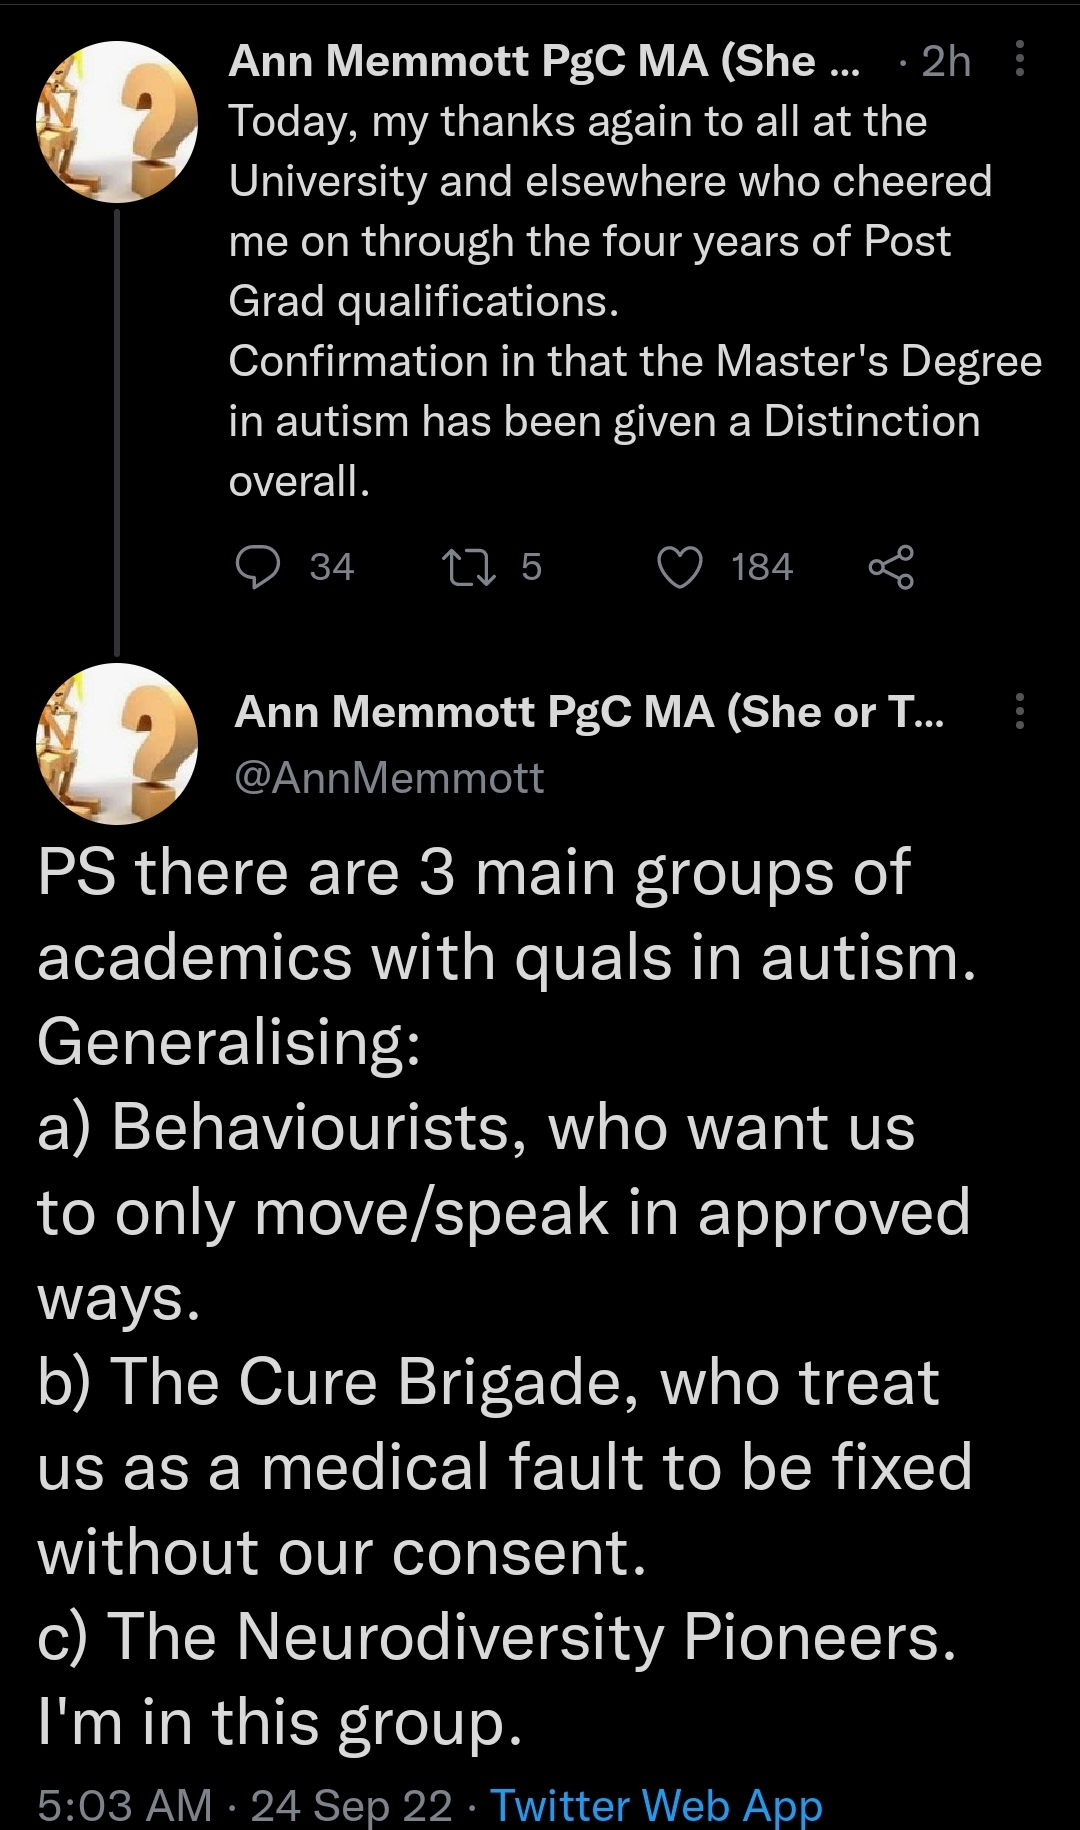 Ann Memmott PgC MA (She ... · 2h
Today, my thanks again to all at the
University and elsewhere who cheered
me on through the four years of Post
Grad qualifications.
Confirmation in that the Master's Degree
in autism has been given a Distinction
overall.
34 5 184
Ann Memmott PgC MA (She or T...
@AnnMemmott
PS there are 3 main groups of
academics with quals in autism.
Generalising:
a) Behaviourists, who want us
to only move/speak in approved
ways.
b) The Cure Brigade, who treat
us as a medical fault to be fixed
without our consent.
c) The Neurodiversity Pioneers.
I'm in this group.
5:03 AM · 24 Sep 22 · Twitter Web App